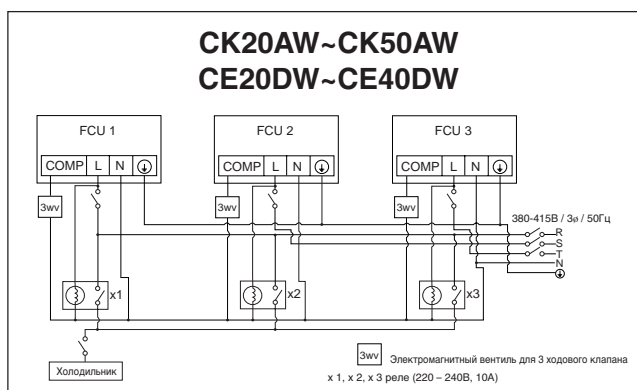 CK20AW~CK50AW
CE20DW~CE40DW
FCU 1
FCU 2
FCU 3
COMP L N
COMP L N
COMP L N
3wv
3wv
3wv
380-415В / 3ø / 50Гц
R
S
T
N
x1
x2
x3
Холодильник
3wv Электромагнитный вентиль для 3 ходового клапана
x 1, x 2, x 3 реле (220 – 240В, 10А)